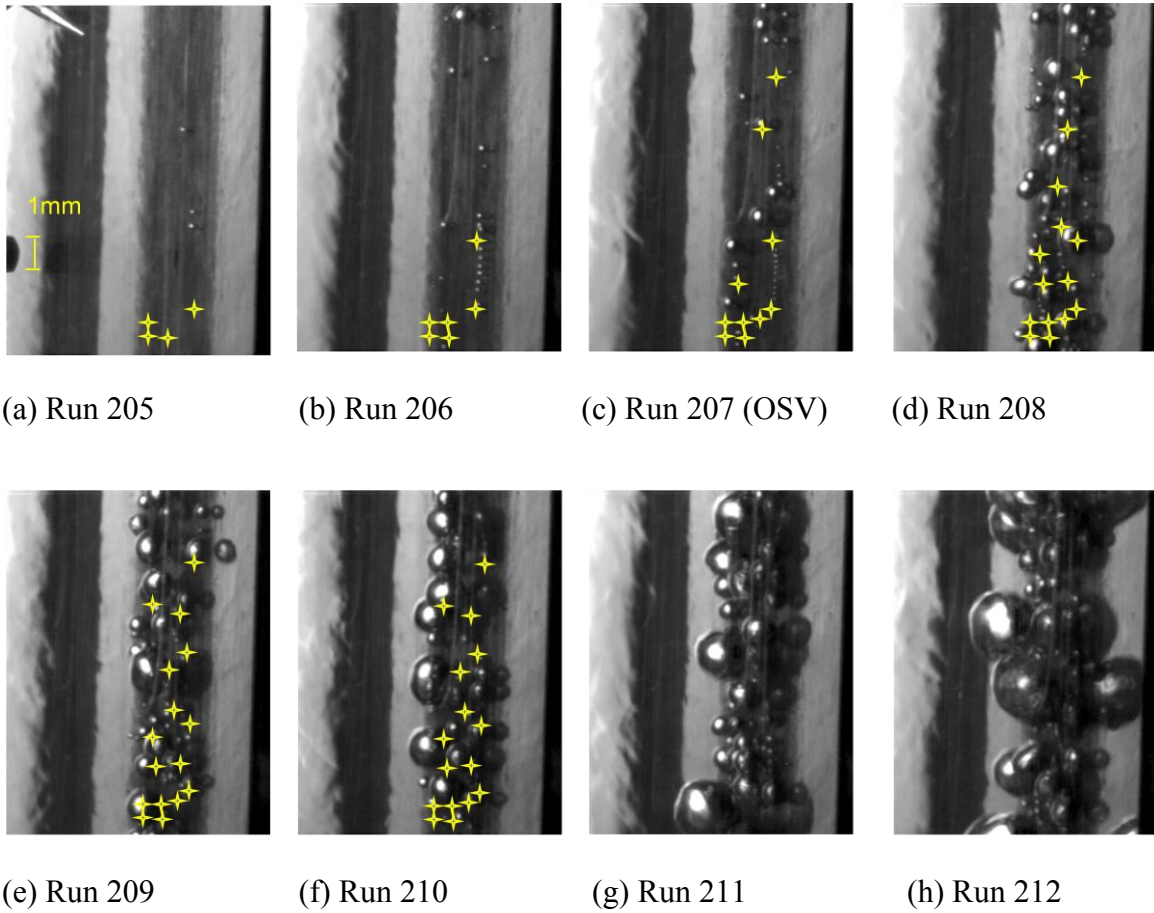 1mm
(a) Run 205
(b) Run 206
(c) Run 207 (OSV)
(d) Run 208
(e) Run 209
(f) Run 210
(g) Run 211
(h) Run 212